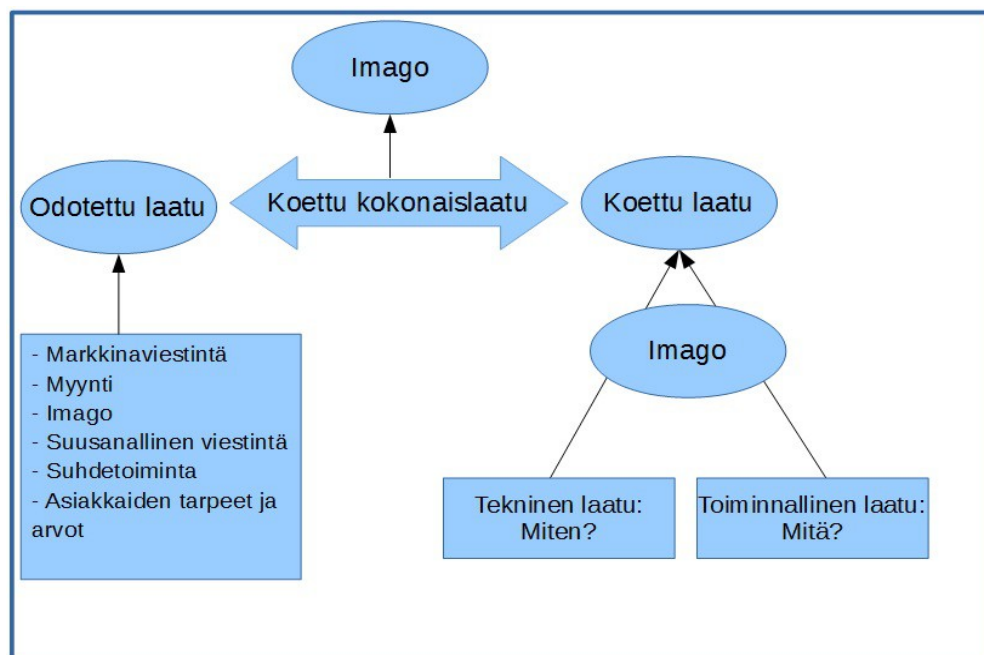 Imago
Odotettu laatu
Koettu kokonaislaatu
Koettu laatu
- Markkinaviestintä
- Myynti
- Imago
- Suusanallinen viestintä
- Suhdetoiminta
- Asiakkaiden tarpeet ja
arvot
Imago
Tekninen laatu:
Miten?
Toiminnallinen laatu:
Mitä?